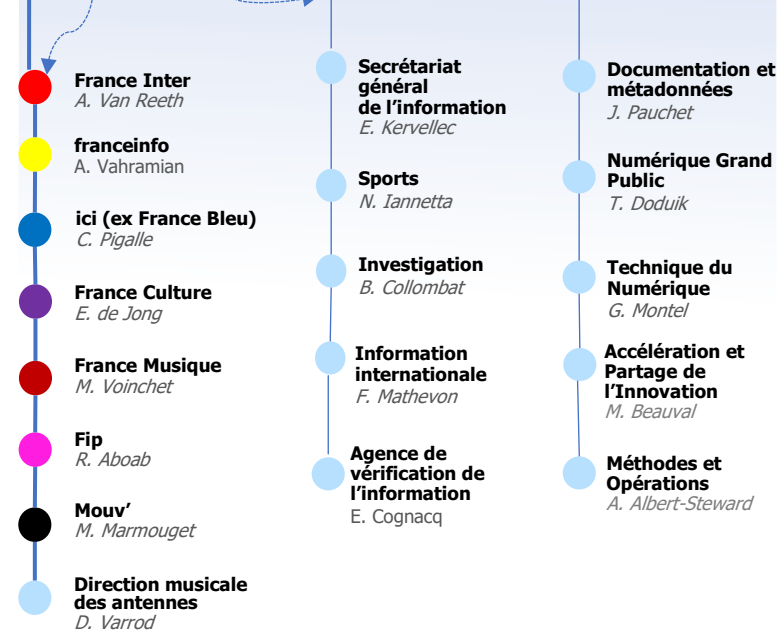 France Inter
A. Van Reeth
franceinfo
A. Vahramian
ici (ex France Bleu)
C. Pigalle
France Culture
E. de Jong
France Musique
M. Voinchet
Fip
R. Aboab
Mouv’
M. Marmouget
Direction musicale
des antennes
D. Varrod
Secrétariat
général
de l’information
E. Kervellec
Sports
N. Iannetta
Investigation
B. Collombat
Information
internationale
F. Mathevon
Agence de
vérification de
l’information
E. Cognacq
Documentation et
métadonnées
J. Pauchet
Numérique Grand
Public
T. Doduik
Technique du
Numérique
G. Montel
Accélération et
Partage de
l’Innovation
M. Beauval
Méthodes et
Opérations
A. Albert-Steward